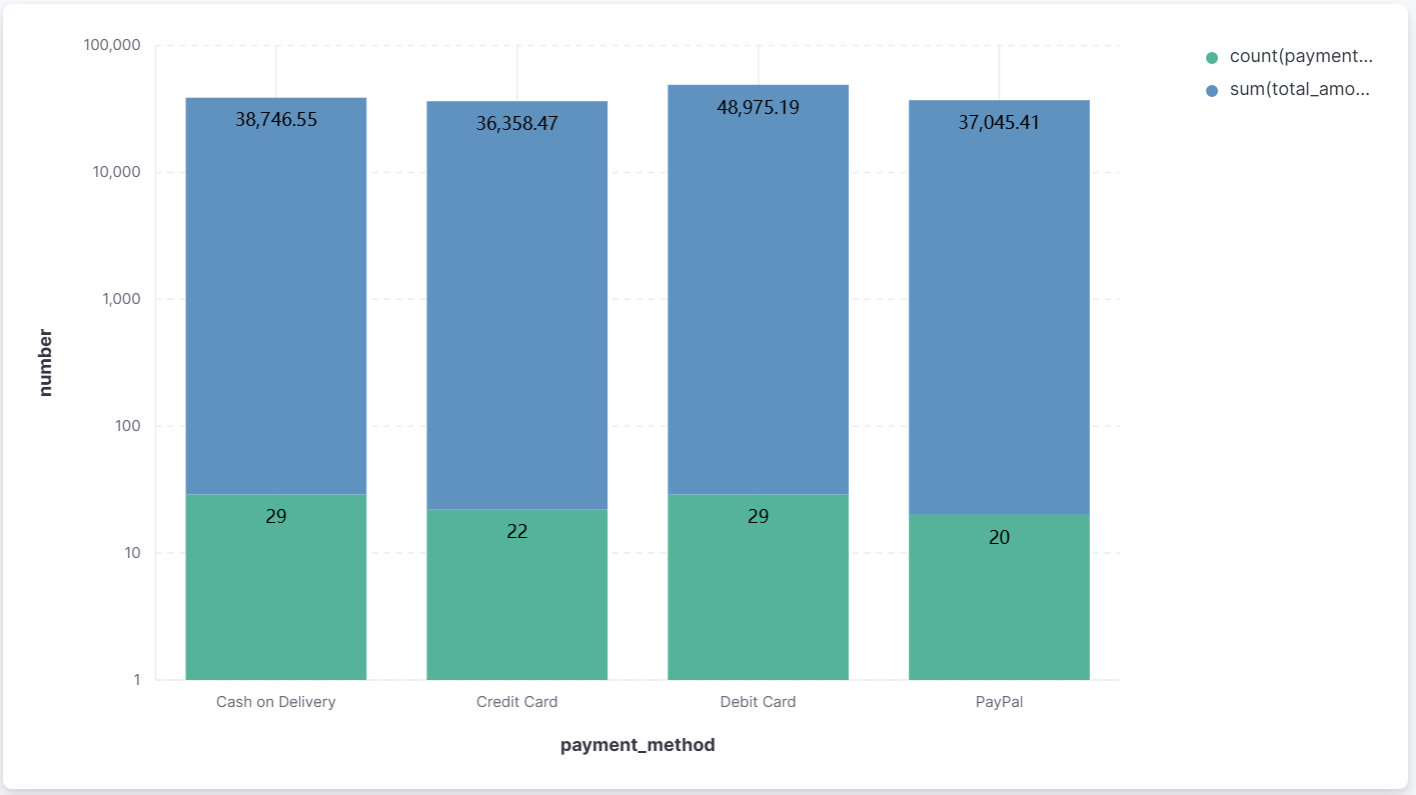 100,000
10,000
1,000
100
10
1
number
38,746.55
36,358.47
48,975.19
37,045.41
29
22
29
20
Cash on Delivery
Credit Card
Debit Card
PayPal
payment_method
count(payment...
sum(total_amo...